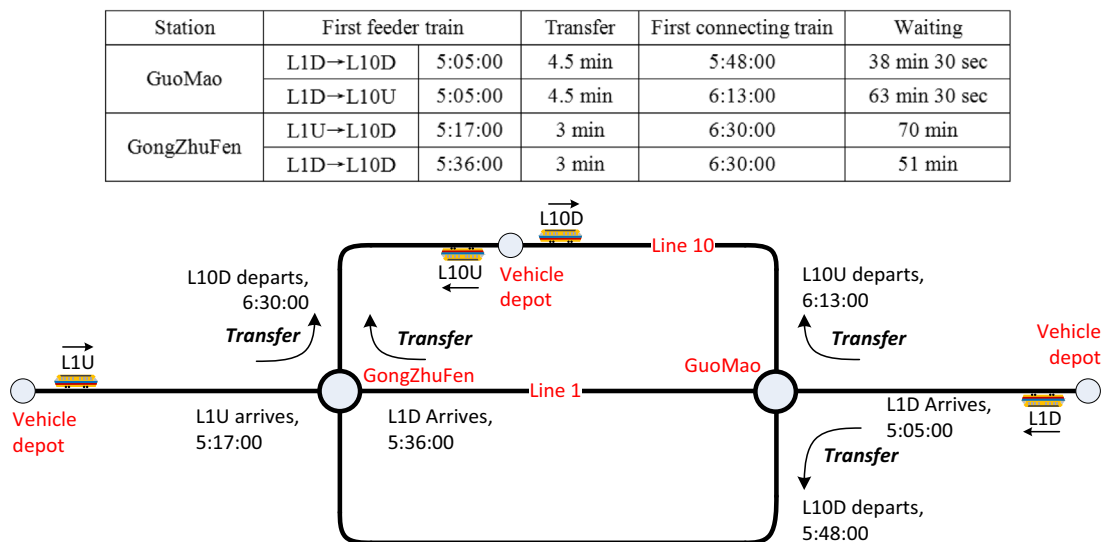 Station First feeder train Transfer First connecting train Waiting
GuoMao L1D→L10D 5:05:00 4.5 min 5:48:00 38 min 30 sec
L1D→L10U 5:05:00 4.5 min 6:13:00 63 min 30 sec
GongZhuFen L1U→L10D 5:17:00 3 min 6:30:00 70 min
L1D→L10D 5:36:00 3 min 6:30:00 51 min
L10D
Line 10
L10U
Vehicle
depot
L10D departs,
6:30:00
Transfer
Transfer
L10U departs,
6:13:00
Transfer
Vehicle
depot
L1U
GongZhuFen
GuoMao
Line 1
Vehicle
depot
L1U arrives,
5:17:00
L1D Arrives,
5:36:00
L1D Arrives,
5:05:00
L1D
Transfer
L10D departs,
5:48:00